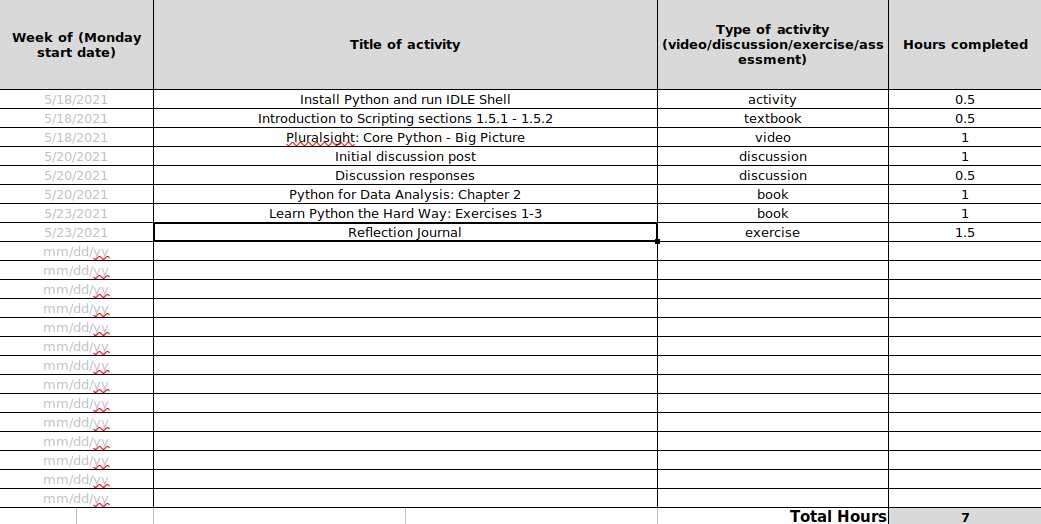 Week of (Monday start date) Title of activity Type of activity (video/discussion/exercise/assessment) Hours completed
5/18/2021 Install Python and run IDLE Shell activity 0.5
5/18/2021 Introduction to Scripting sections 1.5.1 - 1.5.2 textbook 0.5
5/18/2021 Pluralsight: Core Python - Big Picture video 1
5/20/2021 Initial discussion post discussion 1
5/20/2021 Discussion responses discussion 0.5
5/20/2021 Python for Data Analysis: Chapter 2 book 1
5/23/2021 Learn Python the Hard Way: Exercises 1-3 book 1
5/23/2021 Reflection Journal exercise 1.5
mm/dd/yy
mm/dd/yy
mm/dd/yy
mm/dd/yy
mm/dd/yy
mm/dd/yy
mm/dd/yy
mm/dd/yy
mm/dd/yy
mm/dd/yy
mm/dd/yy
mm/dd/yy
mm/dd/yy
mm/dd/yy
Total Hours 7